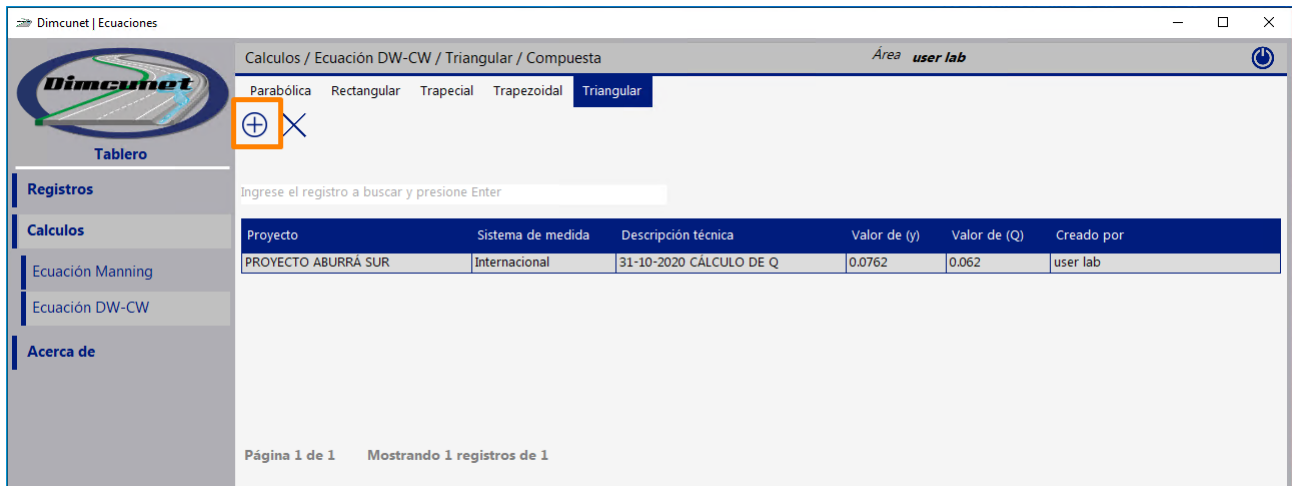 Dimcunet | Ecuaciones
Dimcunet
Tablero
Registros
Calculos
Ecuación Manning
Ecuación DW-CW
Acerca de
Calculos / Ecuación DW-CW / Triangular / Compuesta
Área user lab
Parabólica Rectangular Trapecial Trapezoidal Triangular
Ingrese el registro a buscar y presione Enter
Proyecto Sistema de medida Descripción técnica Valor de (y) Valor de (Q) Creado por
PROYECTO ABURRÁ SUR Internacional 31-10-2020 CÁLCULO DE Q 0.0762 0.062 user lab
Página 1 de 1 Mostrando 1 registros de 1